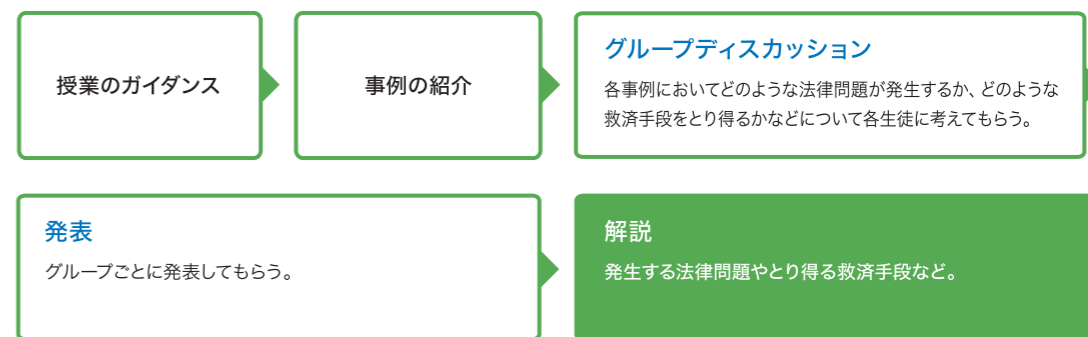 授業のガイダンス
事例の紹介
グループディスカッション
各事例においてどのような法律問題が発生するか、どのような
救済手段をとり得るかなどについて各生徒に考えてもらう。
発表
グループごとに発表してもらう。
解説
発生する法律問題やとり得る救済手段など。